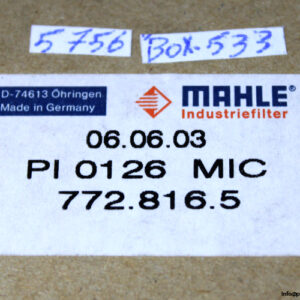 5756 Box-533
D-74613 Öhringen
Made in Germany
MAHLE®
Industriefilter
06.06.03
PI 0126 MIC
772.816.5